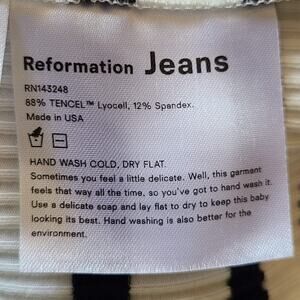 Reformation Jeans
RN143248
88% TENCEL™ Lyocell, 12% Spandex.
Made in USA
HAND WASH COLD, DRY FLAT.
Sometimes you feel a little delicate. Well, this garment
feels that way all the time, so you've got to hand wash it.
Use a delicate soap and lay flat to dry to keep this baby
looking its best. Hand washing is also better for the
environment.